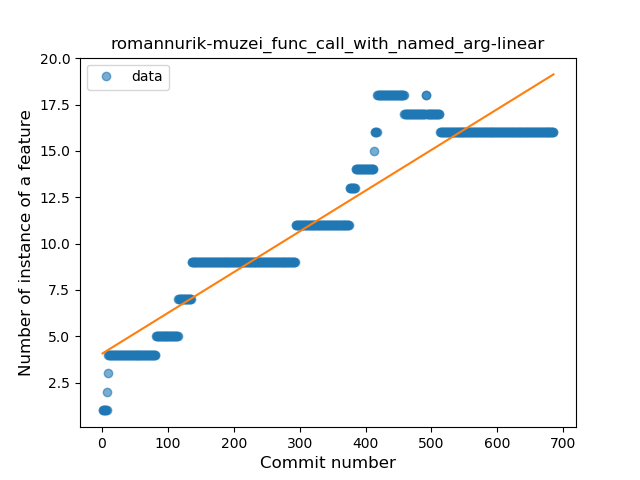 romannurik-muzei_func_call_with_named_arg-linear
data
20.0
17.5
15.0
12.5
10.0
7.5
5.0
2.5
Number of instance of a feature
0 100 200 300 400 500 600 700
Commit number